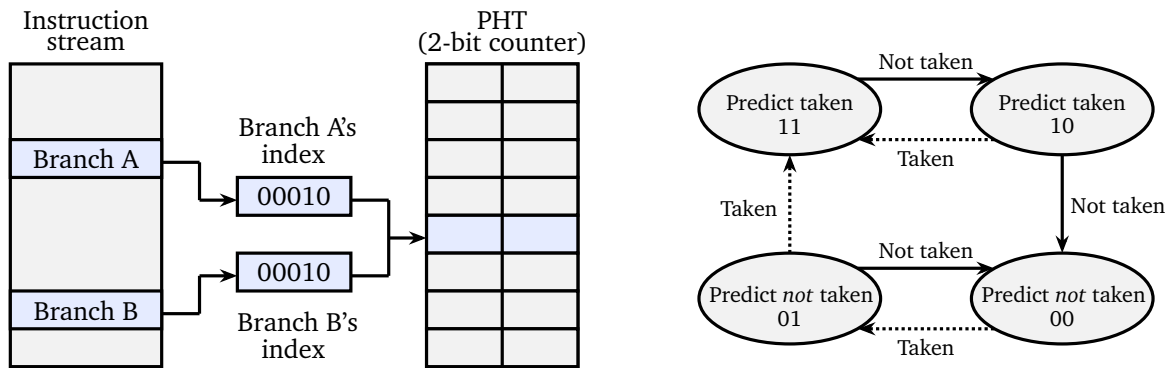 Instruction
stream
Branch A
Branch B
Branch A's
index
00010
00010
Branch B's
index
PHT
(2-bit counter)
Predict taken
11
Not taken
Predict taken
10
Taken
Taken
Not taken
Predict not taken
01
Not taken
Predict not taken
00
Taken